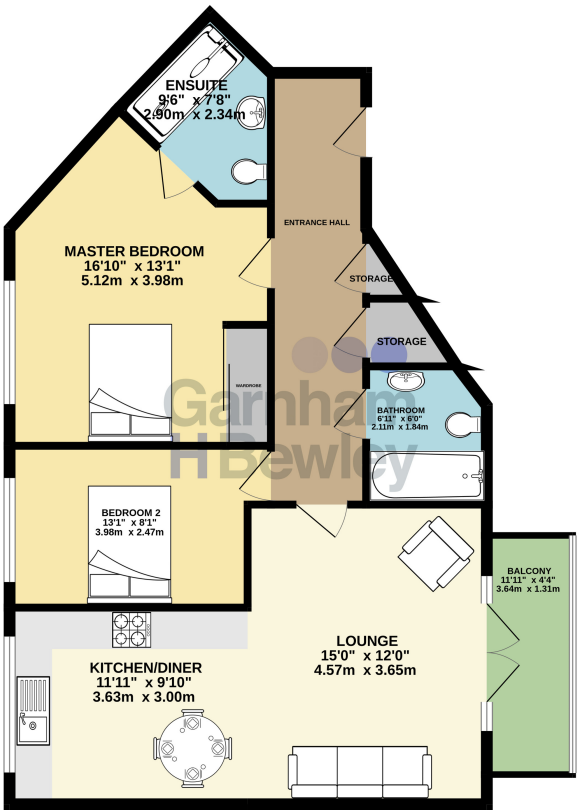 ENSUITE
9'6" x 7'8"
2.90m x 2.34m
ENTRANCE HALL
MASTER BEDROOM
16'10" x 13'1"
5.12m x 3.98m
STORAGE
STORAGE
WARDROBE
BATHROOM
6'11" x 6'0"
2.11m x 1.84m
Garnham
H Bewley
BEDROOM 2
13'1" x 8'1"
3.98m x 2.47m
BALCONY
11'11" x 4'4"
3.64m x 1.31m
LOUNGE
15'0" x 12'0"
4.57m x 3.65m
KITCHEN/DINER
11'11" x 9'10"
3.63m x 3.00m